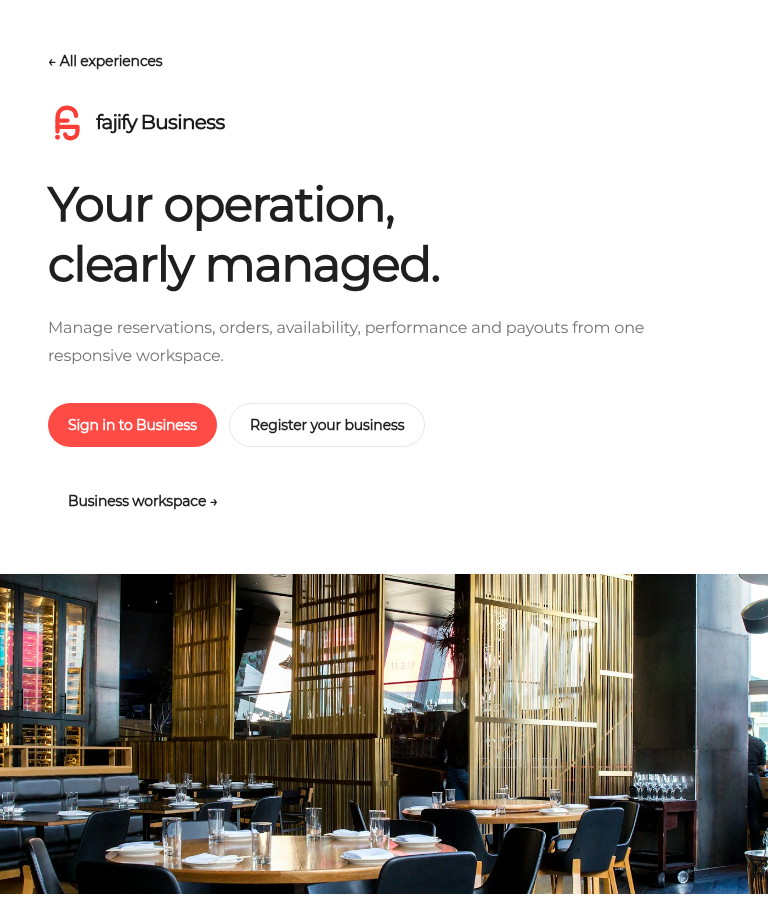 ← All experiences
fajify Business
Your operation,
clearly managed.
Manage reservations, orders, availability, performance and payouts from one
responsive workspace.
Sign in to Business
Register your business
Business workspace →